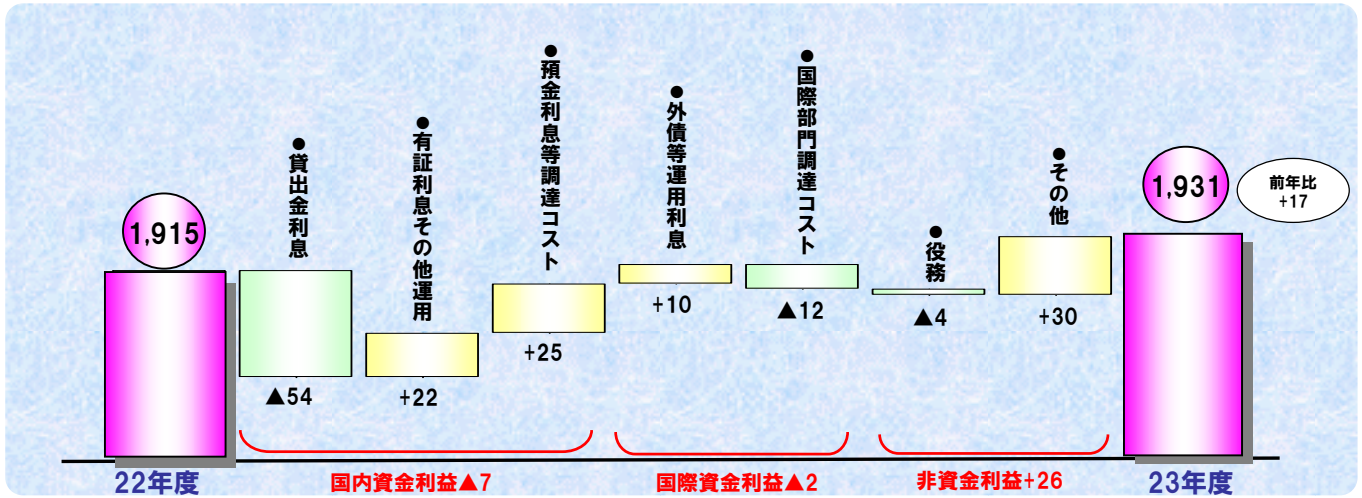 1,915
●貸出金利息
▲54
●有証利息その他運用
+22
●預金利息等調達コスト
+25
●外債等運用利息
+10
●国際部門調達コスト
▲12
●役務
▲4
●その他
+30
1,931
前年比
+17
22年度
国内資金利益▲7
国際資金利益▲2
非資金利益+26
23年度